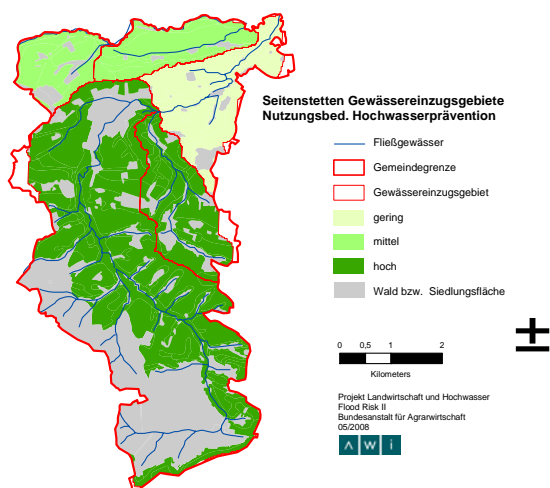 Seitenstetten Gewässereinzugsgebiete
Nutzungsbed. Hochwasserprävention
Fließgewässer
Gemeindegrenze
Gewässereinzugsgebiet
gering
mittel
hoch
Wald bzw. Siedlungsfläche
0 0,5 1 2
Kilometers
Projekt Landwirtschaft und Hochwasser
Flood Risk II
Bundesanstalt für Agrarwirtschaft
05/2008
AWi